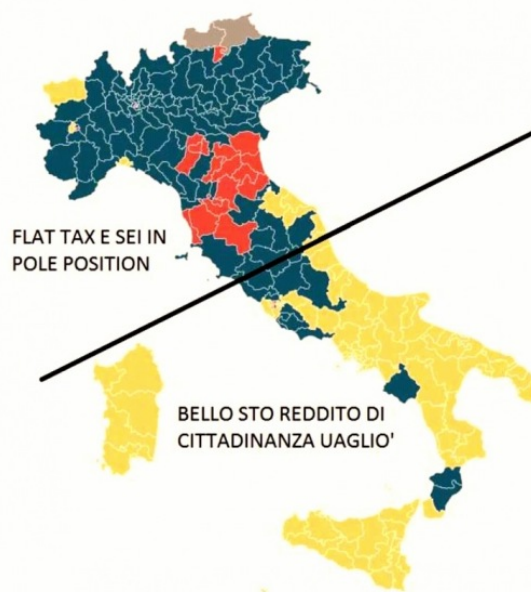 FLAT TAX E SEI IN
POLE POSITION
BELLO STO REDDITO DI
CITTADINANZA UAGLIO'